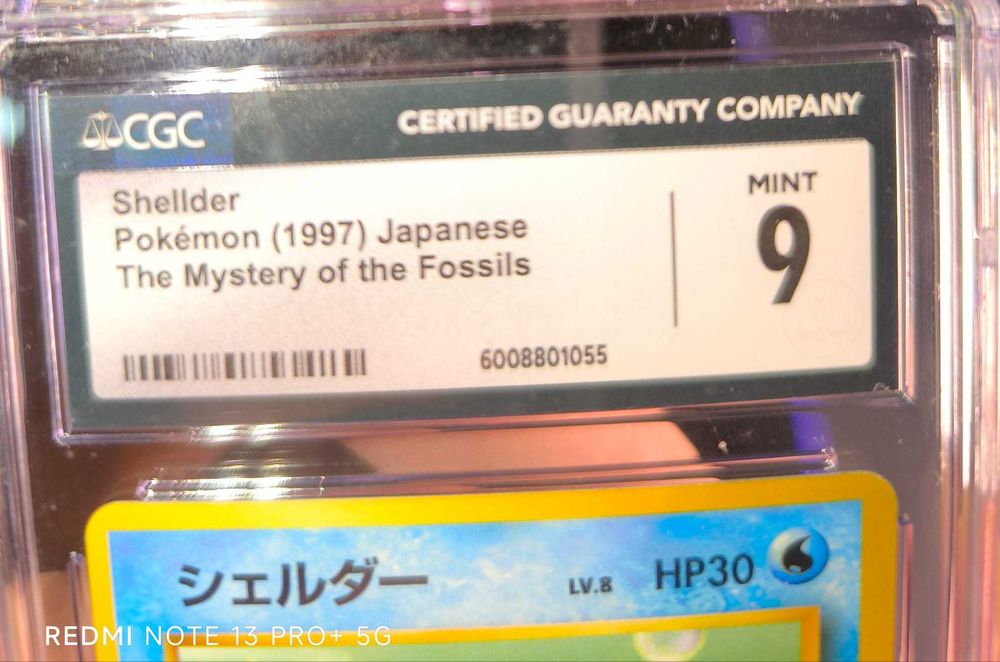 CGC
CERTIFIED GUARANTY COMPANY
Shellder
Pokémon (1997) Japanese
The Mystery of the Fossils
MINT
9
6008801055
シェルダー
LV.8
HP30
REDMI NOTE 13 PRO+ 5G